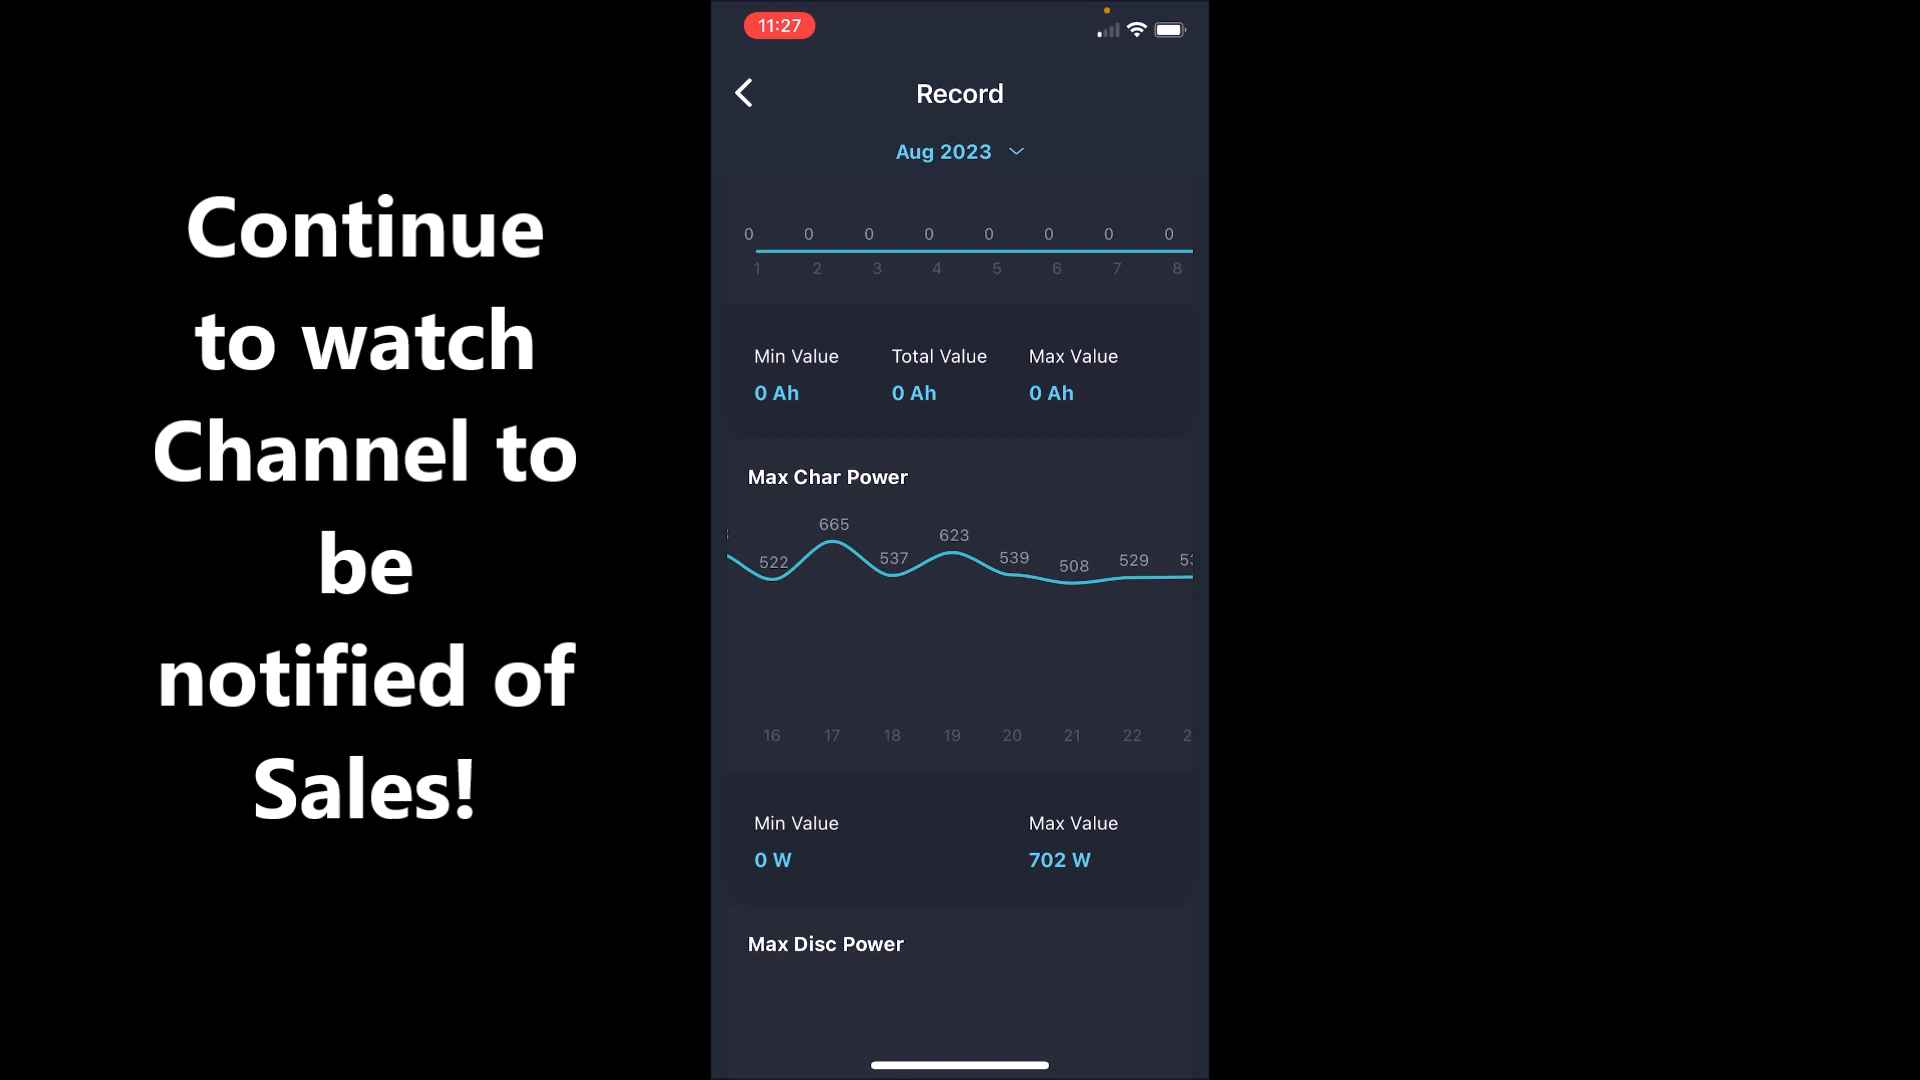 Continue
to watch
Channel to
be
notified of
Sales!
11:27
Record
Aug 2023
0 0 0 0 0 0 0 0
1 2 3 4 5 6 7 8
Min Value Total Value Max Value
0 Ah 0 Ah 0 Ah
Max Char Power
522 665 537 623 539 508 529
16 17 18 19 20 21 22
Min Value Max Value
0 W 702 W
Max Disc Power